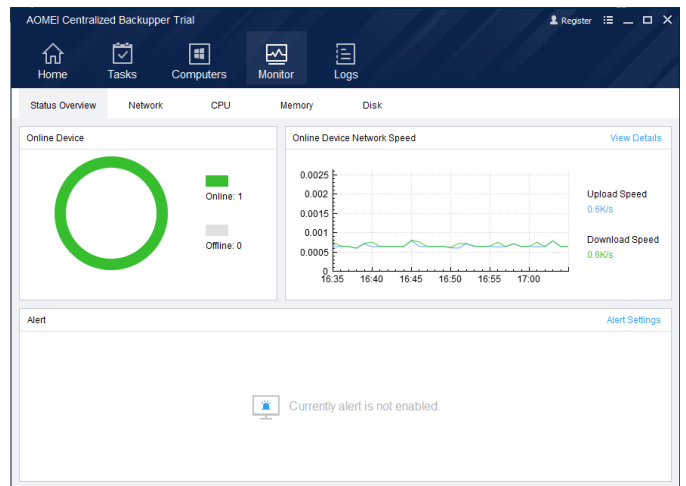 AOMEI Centralized Backupper Trial
Register
Home Tasks Computers Monitor Logs
Status Overview Network CPU Memory Disk
Online Device
Online: 1
Offline: 0
Online Device Network Speed View Details
0.0025
0.002
0.0015
0.001
0.0005
0
16:35 16:40 16:45 16:50 16:55 17:00
Upload Speed
0.6K/s
Download Speed
0.6K/s
Alert Alert Settings
Currently alert is not enabled.